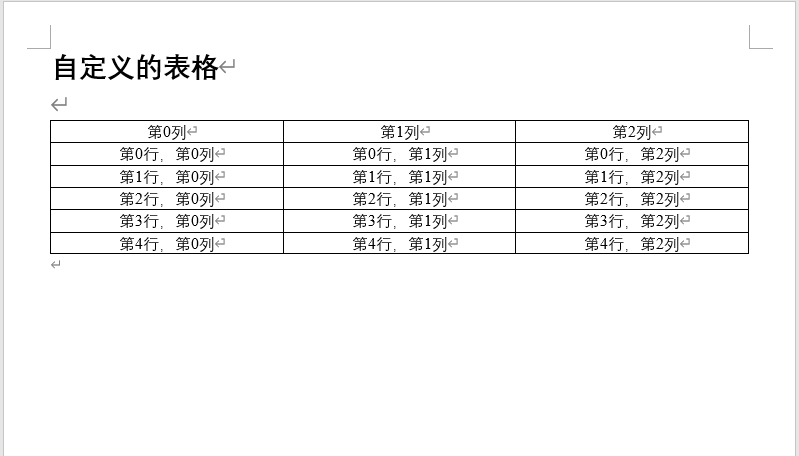 自定义的表格
第0列 第1列 第2列
第0行，第0列 第0行，第1列 第0行，第2列
第1行，第0列 第1行，第1列 第1行，第2列
第2行，第0列 第2行，第1列 第2行，第2列
第3行，第0列 第3行，第1列 第3行，第2列
第4行，第0列 第4行，第1列 第4行，第2列